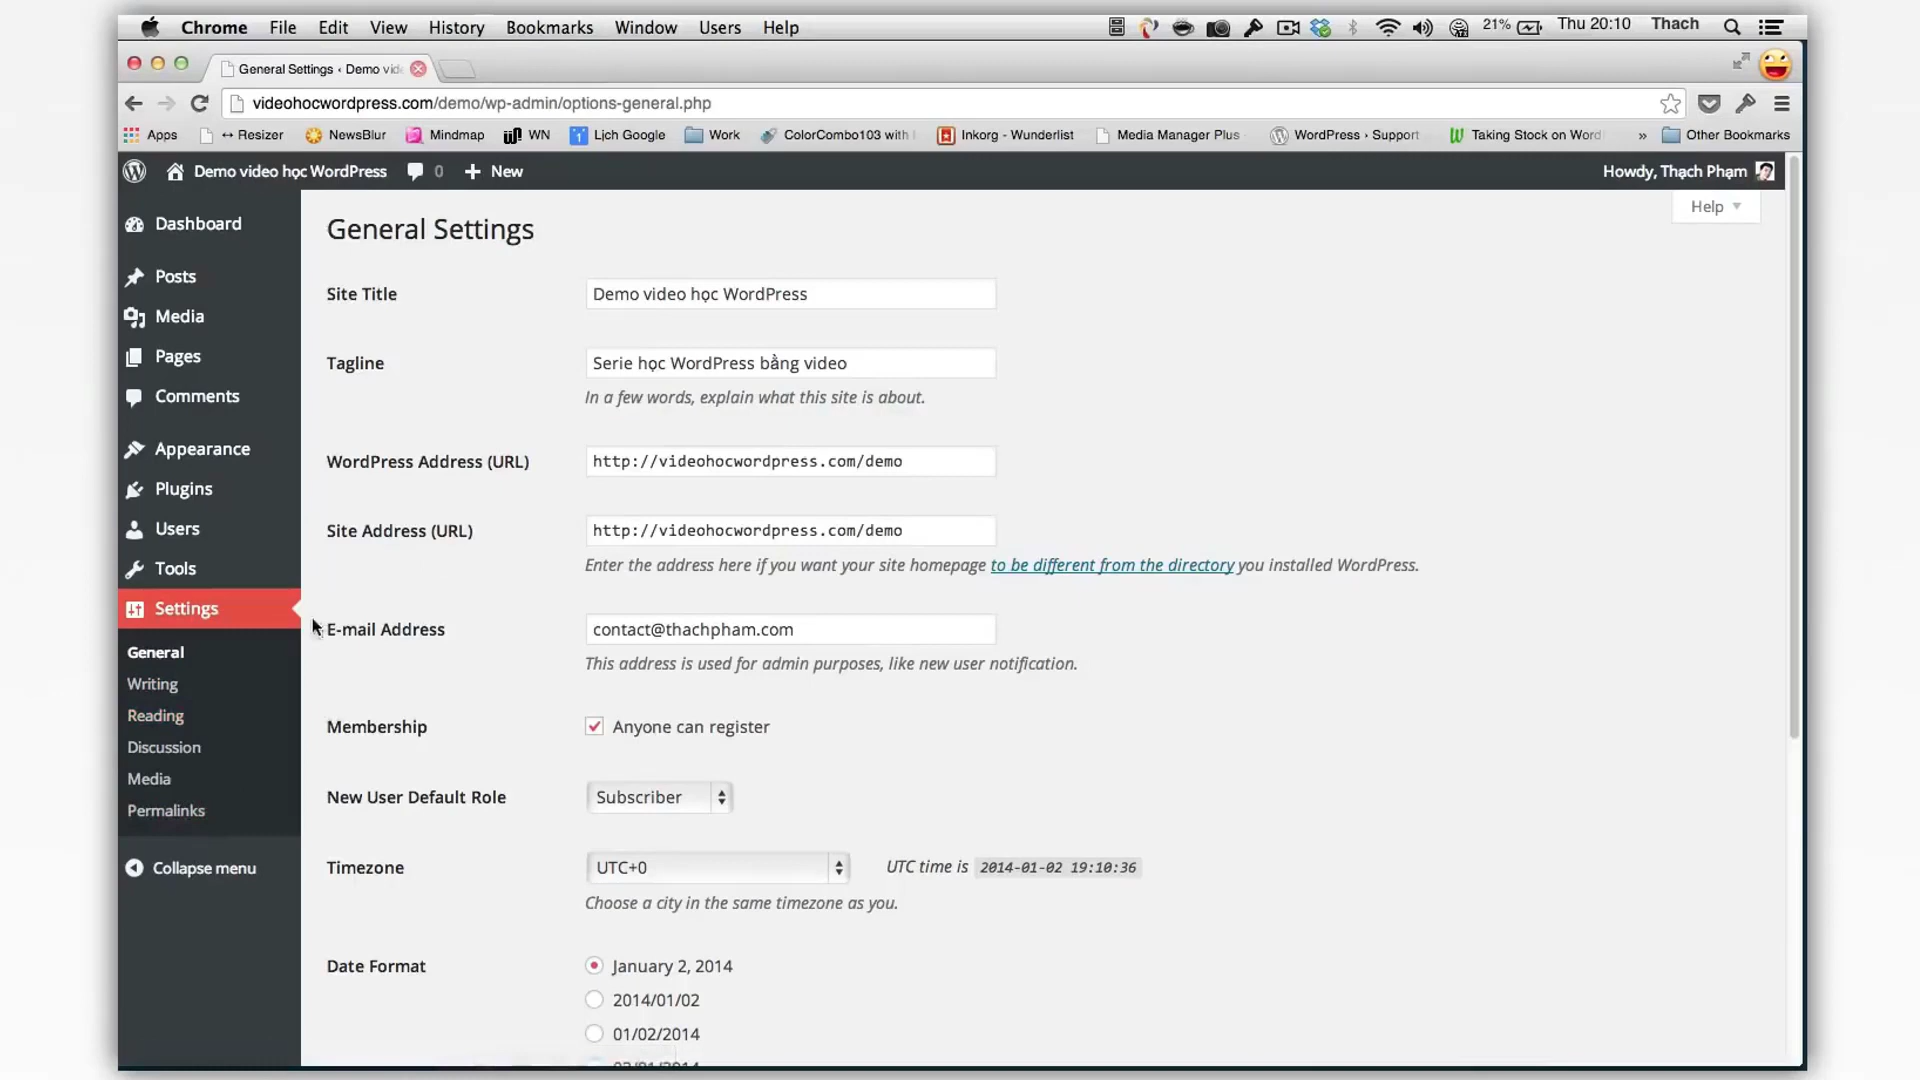 Chrome File Edit View History Bookmarks Window Users Help 21% Thu 20:10 Thach
General Settings ‹ Demo vid
videohocwordpress.com/demo/wp-admin/options-general.php
Apps ↔ Resizer NewsBlur Mindmap WN Lịch Google Work ColorCombo103 with Inkorg - Wunderlist Media Manager Plus WordPress › Support Taking Stock on Word » Other Bookmarks
Demo video học WordPress 0 + New Howdy, Thạch Phạm
Help
Dashboard
Posts
Media
Pages
Comments
Appearance
Plugins
Users
Tools
Settings
General
Writing
Reading
Discussion
Media
Permalinks
Collapse menu
General Settings
Site Title Demo video học WordPress
Tagline Serie học WordPress bằng video
In a few words, explain what this site is about.
WordPress Address (URL) http://videohocwordpress.com/demo
Site Address (URL) http://videohocwordpress.com/demo
Enter the address here if you want your site homepage to be different from the directory you installed WordPress.
E-mail Address contact@thachpham.com
This address is used for admin purposes, like new user notification.
Membership Anyone can register
New User Default Role Subscriber
Timezone UTC+0 UTC time is 2014-01-02 19:10:36
Choose a city in the same timezone as you.
Date Format January 2, 2014
2014/01/02
01/02/2014